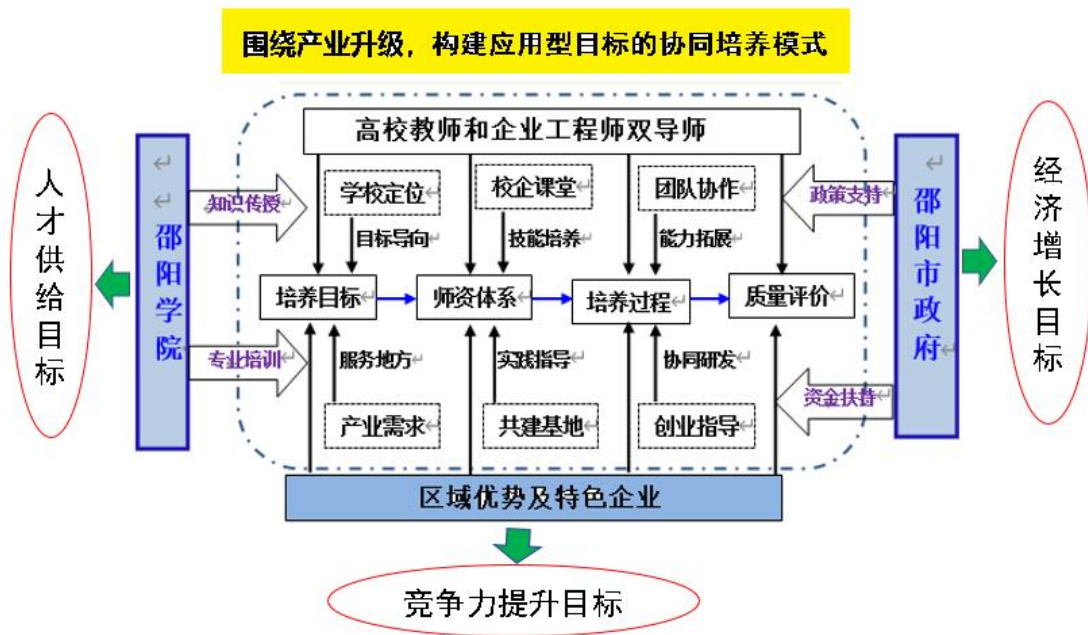 围绕产业升级，构建应用型目标的协同培养模式
高校教师和企业工程师双导师
人才供给目标
邵阳学院
知识传授
专业培训
学校定位
校企课堂
团队协作
目标导向
技能培养
能力拓展
培养目标
师资体系
培养过程
质量评价
服务地方
实践指导
协同研发
产业需求
共建基地
创业指导
政策支持
资金扶持
邵阳市政府
经济增长目标
区域优势及特色企业
竞争力提升目标